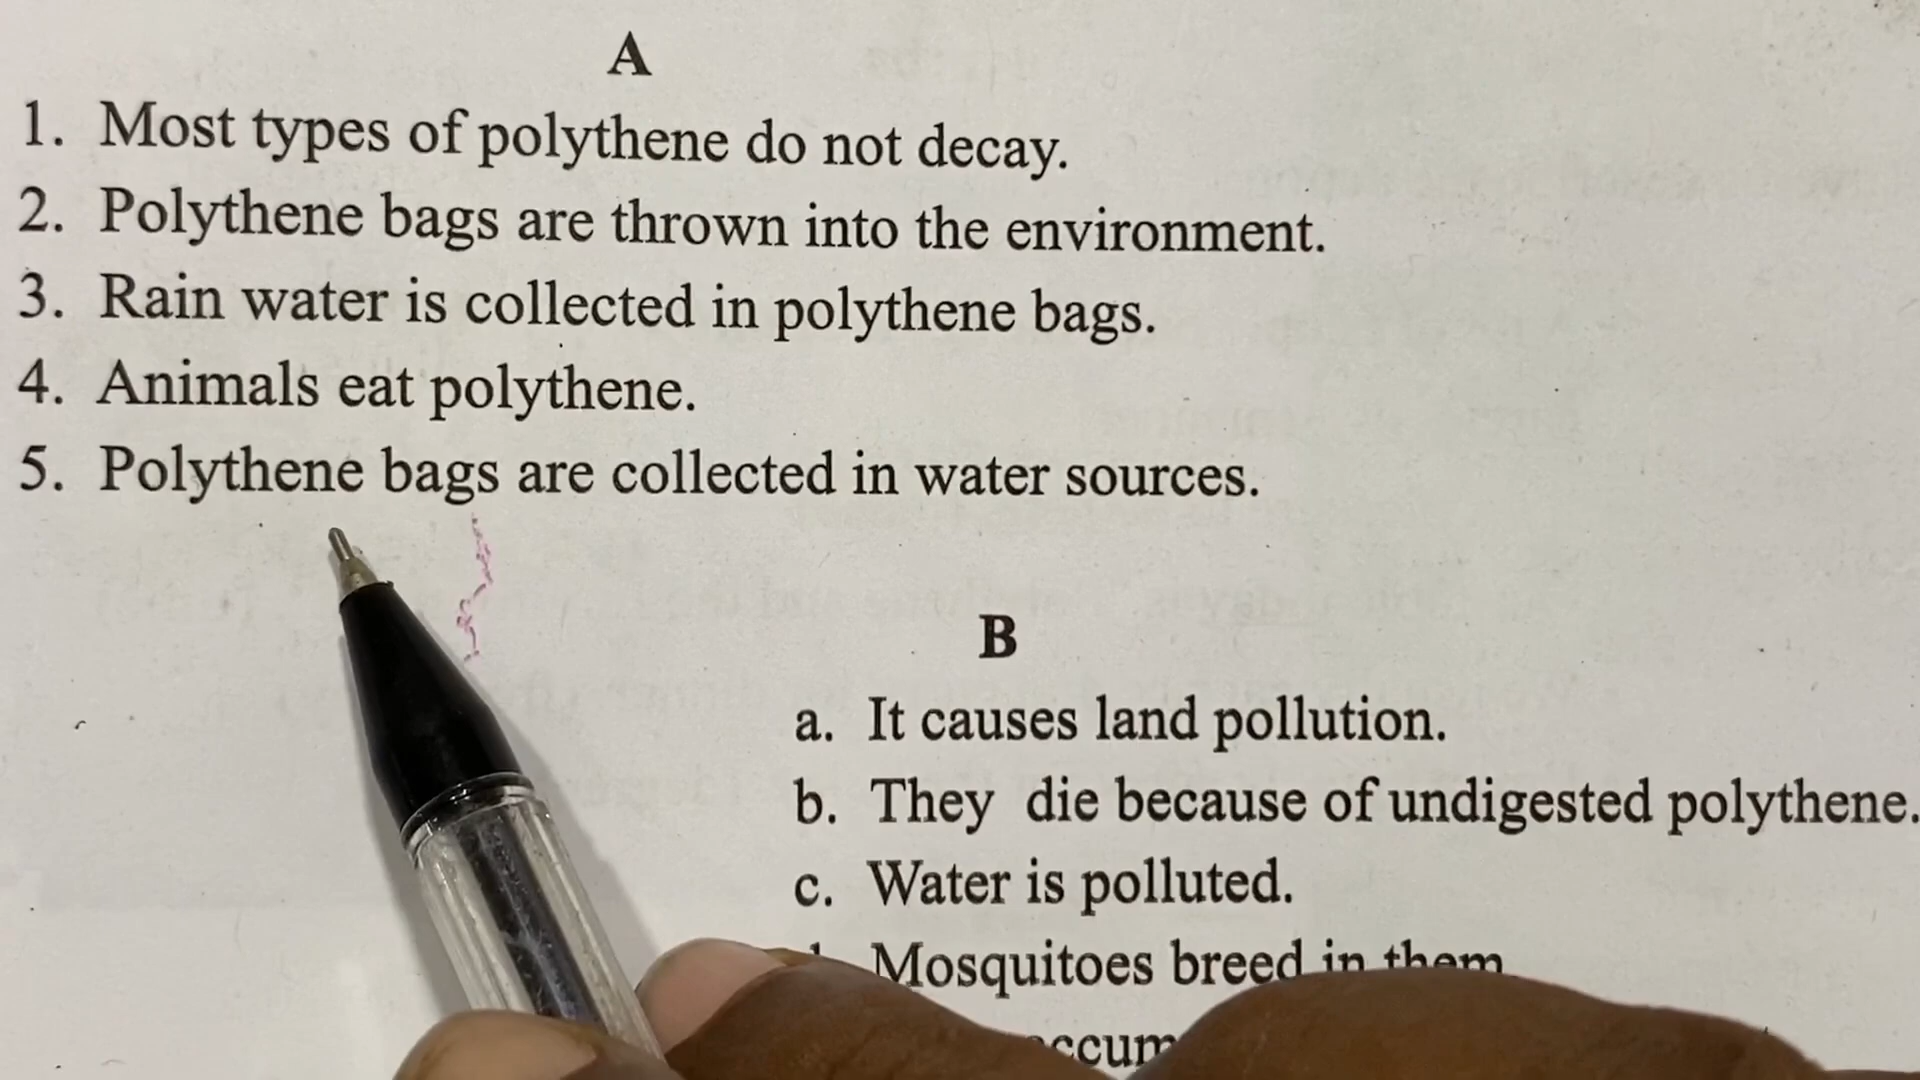 A
1. Most types of polythene do not decay.
2. Polythene bags are thrown into the environment.
3. Rain water is collected in polythene bags.
4. Animals eat polythene.
5. Polythene bags are collected in water sources.
B
a. It causes land pollution.
b. They die because of undigested polythene.
c. Water is polluted.
Mosquitoes breed in them